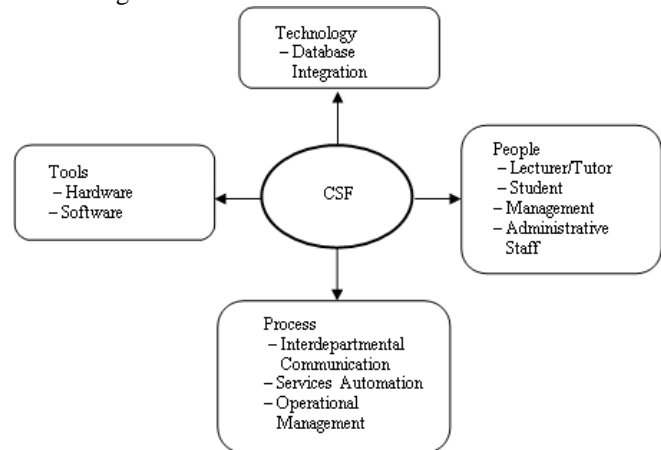 Technology
– Database
Integration
Tools
– Hardware
– Software
CSF
People
– Lecturer/Tutor
– Student
– Management
– Administrative
Staff
Process
– Interdepartmental
Communication
– Services Automation
– Operational
Management